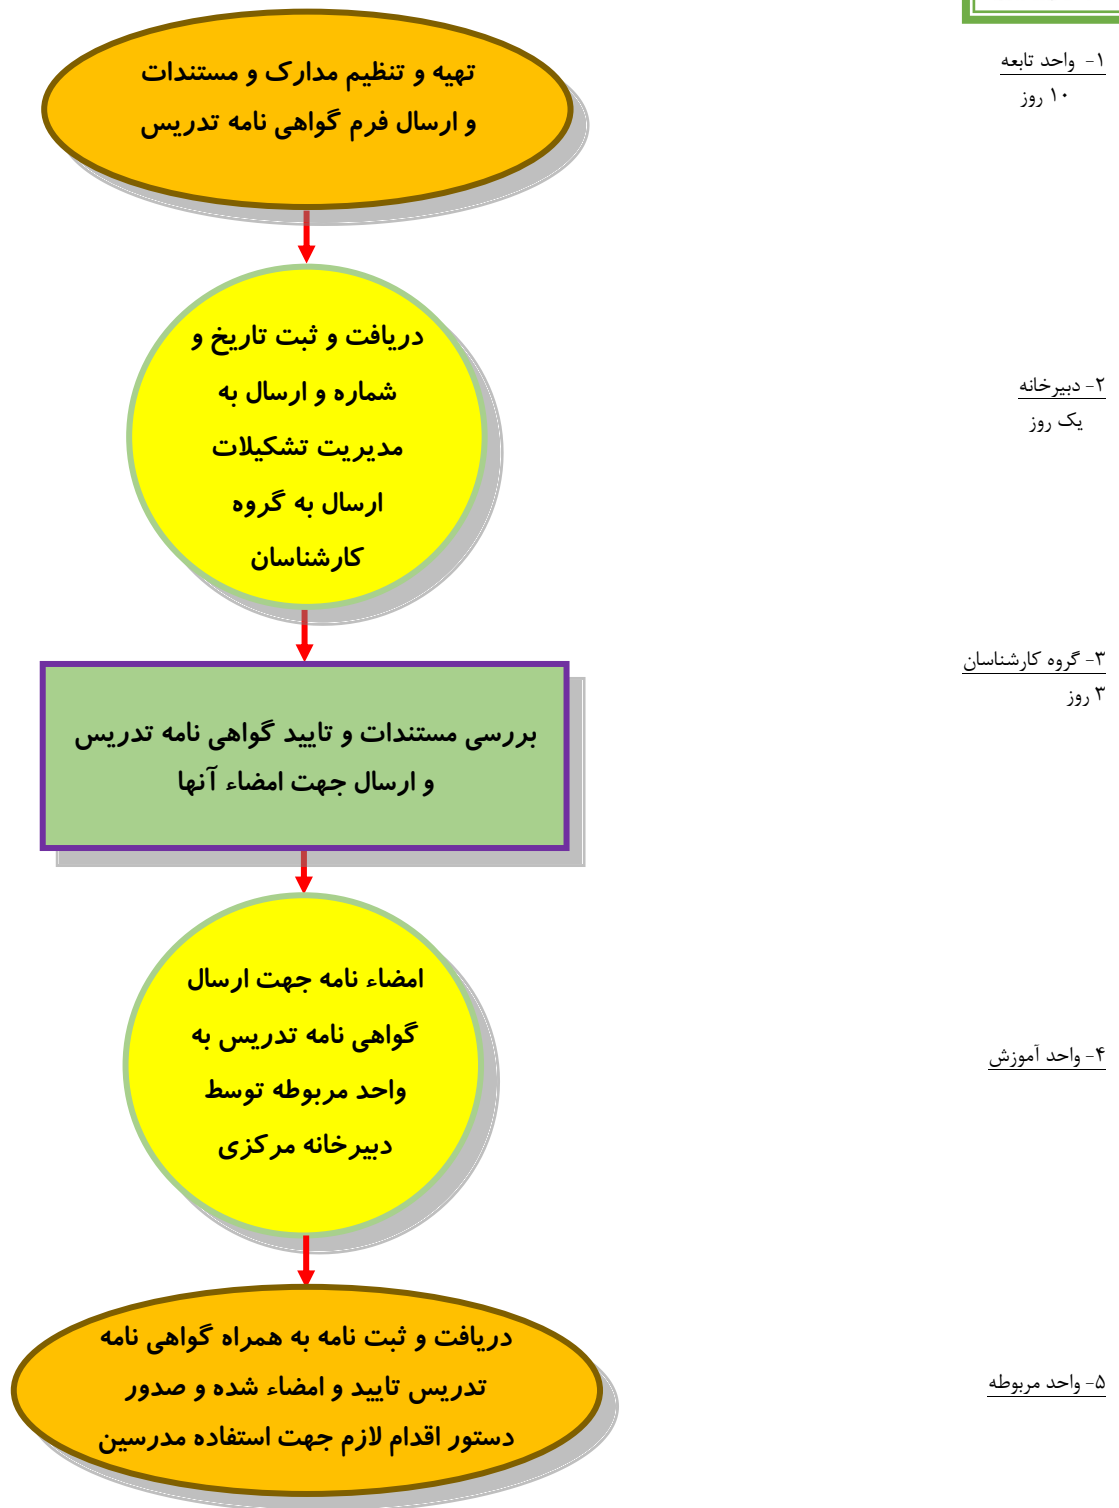 ۱- واحد تابعه
۱۰ روز
تهیه و تنظیم مدارک و مستندات
و ارسال فرم گواهی نامه تدریس
۲- دبیرخانه
یک روز
دریافت و ثبت تاریخ و
شماره و ارسال به
مدیریت تشکیلات
ارسال به گروه
کارشناسان
۳- گروه کارشناسان
۳ روز
بررسی مستندات و تایید گواهی نامه تدریس
و ارسال جهت امضاء آنها
۴- واحد آموزش
امضاء نامه جهت ارسال
گواهی نامه تدریس به
واحد مربوطه توسط
دبیرخانه مرکزی
۵- واحد مربوطه
دریافت و ثبت نامه به همراه گواهی نامه
تدریس تایید و امضاء شده و صدور
دستور اقدام لازم جهت استفاده مدرسین